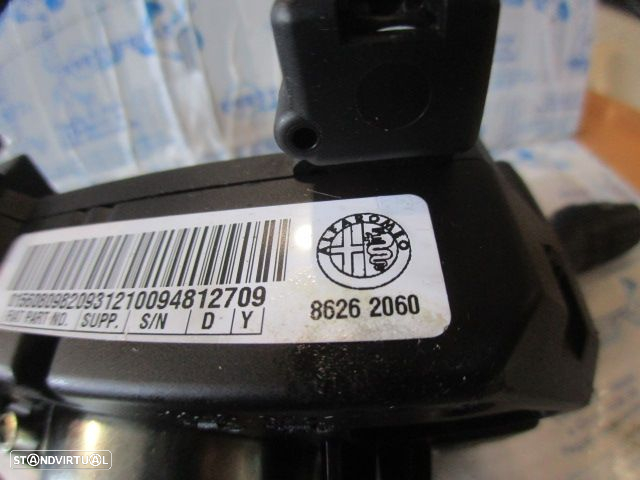 ALFA ROMEO
01560809820931210094812709
FIAT PART NO. SUPP. S/N D Y
8626 2060
STANDVIRTUAL